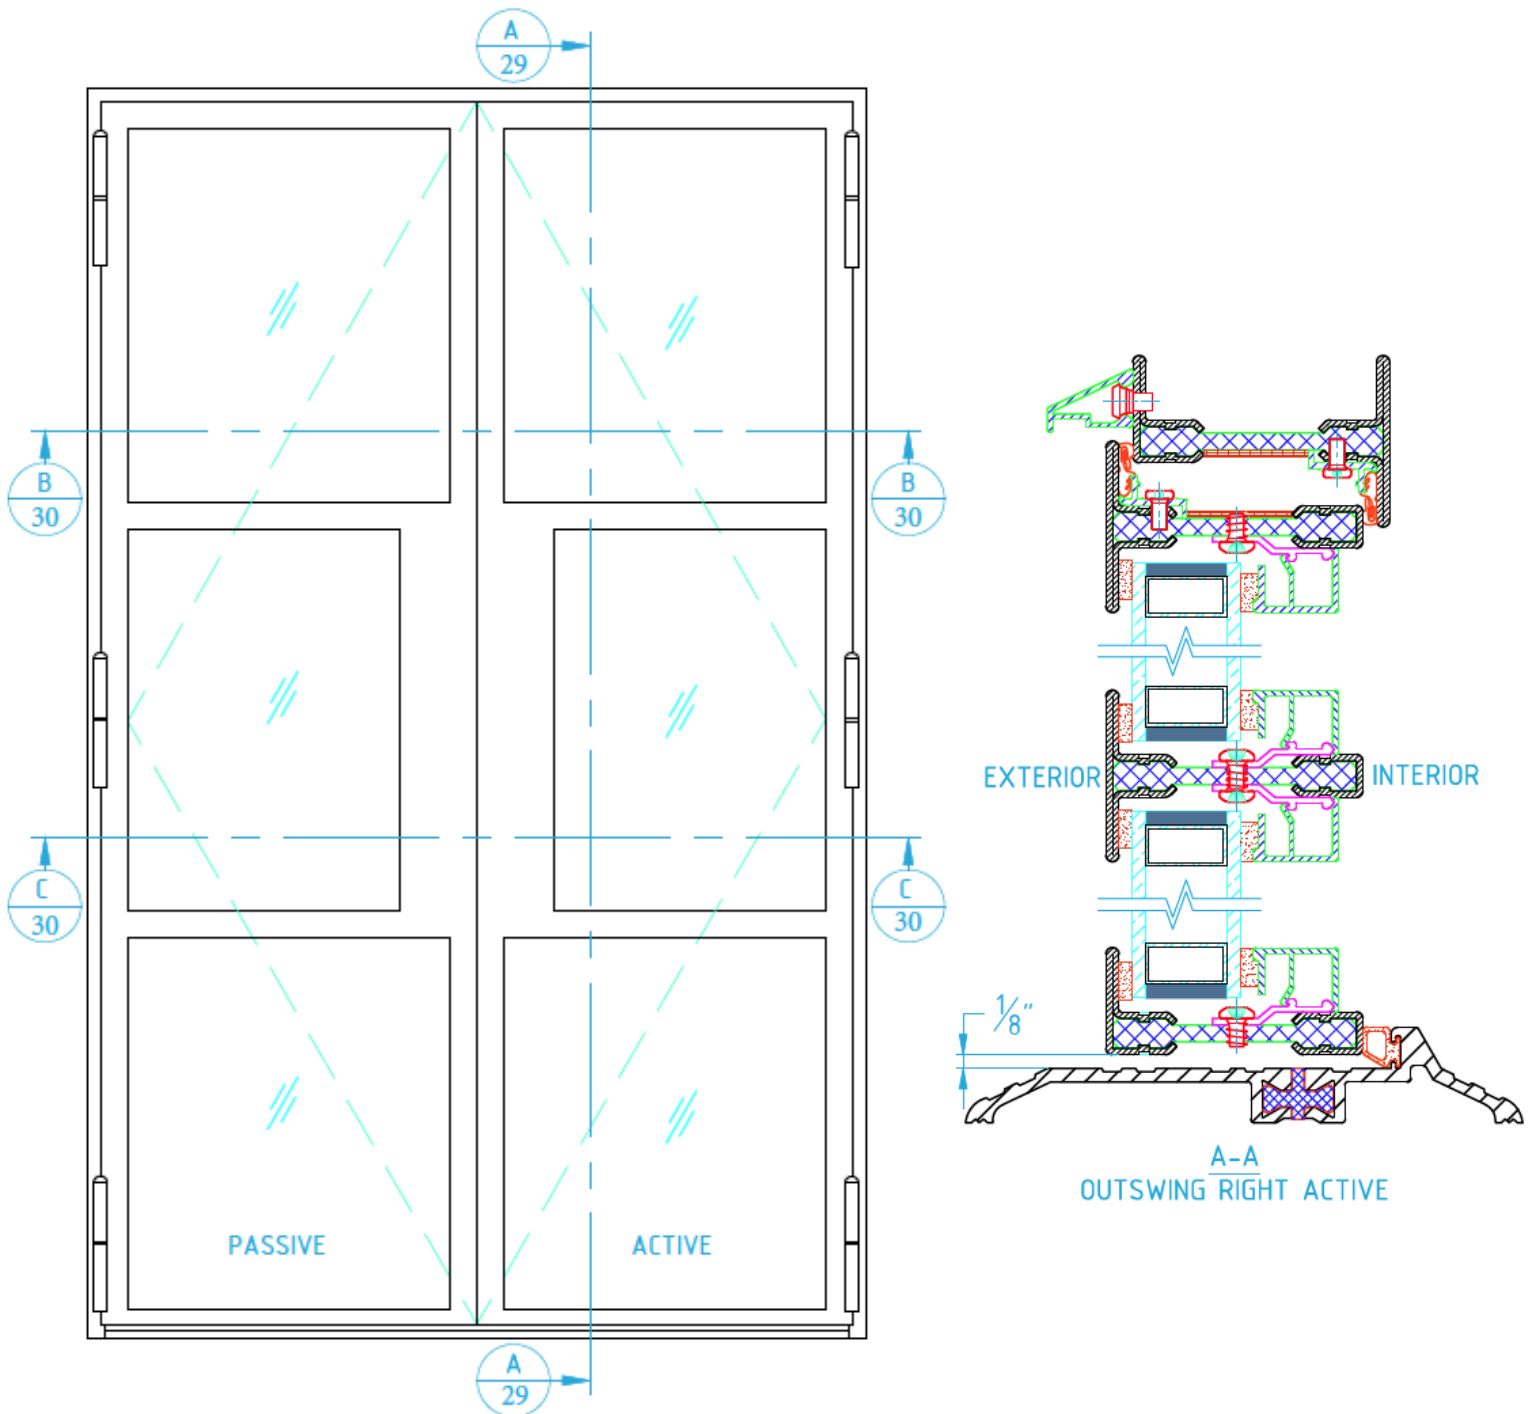 A
29
B
30
B
30
EXTERIOR
INTERIOR
C
30
C
30
1/8"
A-A
OUTSWING RIGHT ACTIVE
PASSIVE
ACTIVE
A
29